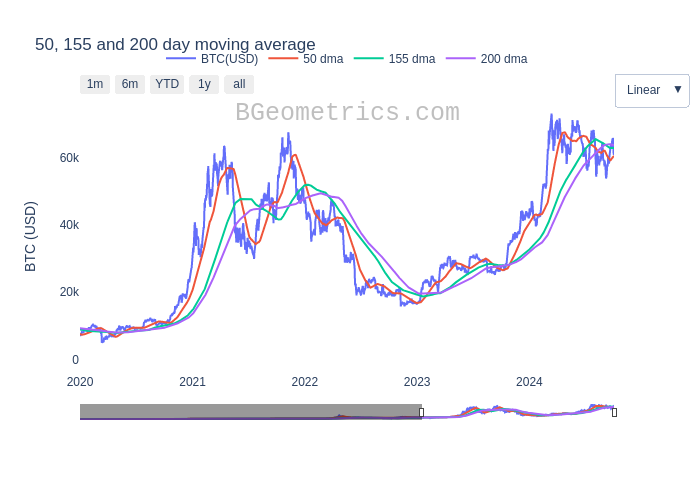 50, 155 and 200 day moving average
BTC(USD) 50 dma 155 dma 200 dma
1m 6m YTD 1y all
Linear ▼
BGeometrics.com
60k
40k
20k
0
BTC (USD)
2020 2021 2022 2023 2024